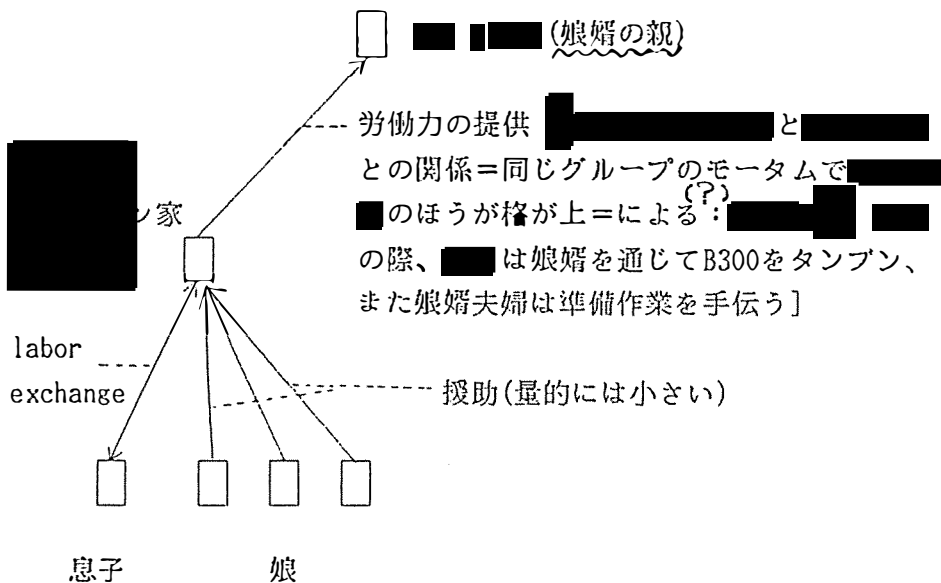 (娘婿の親)
労働力の提供 と
との関係＝同じグループのモータムで
(?)
のほうが格が上＝による：
ン家
の際、 は娘婿を通じてB300をタンブン、
また娘婿夫婦は準備作業を手伝う］
labor
exchange
援助(量的には小さい)
息子 娘